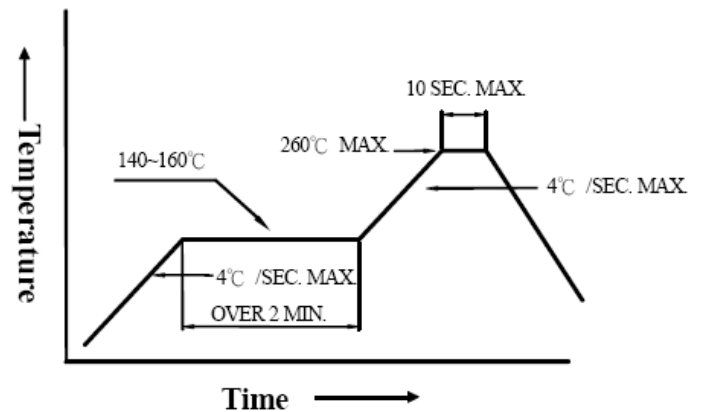 10 SEC. MAX.
260℃ MAX.
140~160℃
4℃ /SEC. MAX.
4℃ /SEC. MAX.
OVER 2 MIN.
Temperature
Time